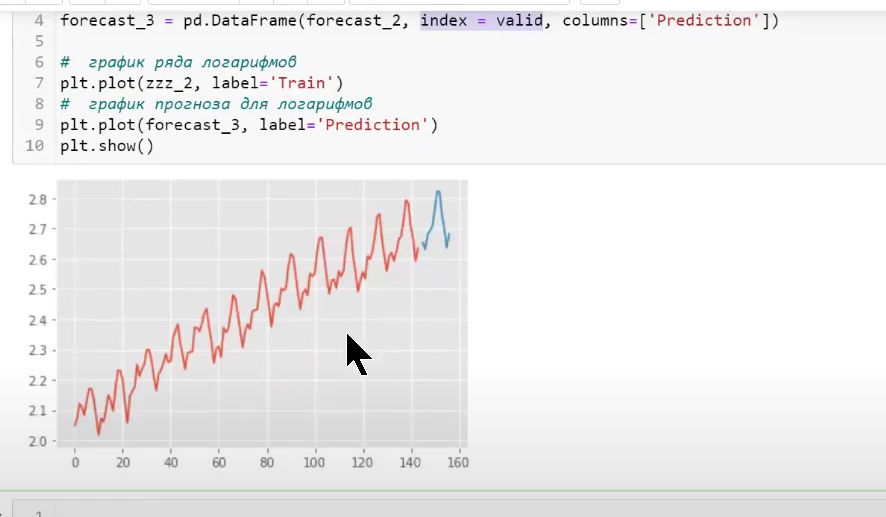 4 forecast_3 = pd.DataFrame(forecast_2, index = valid, columns=['Prediction'])
5
6 #  график ряда логарифмов
7 plt.plot(zzz_2, label='Train')
8 #  график прогноза для логарифмов
9 plt.plot(forecast_3, label='Prediction')
10 plt.show()
2.8
2.7
2.6
2.5
2.4
2.3
2.2
2.1
2.0
0 20 40 60 80 100 120 140 160
1